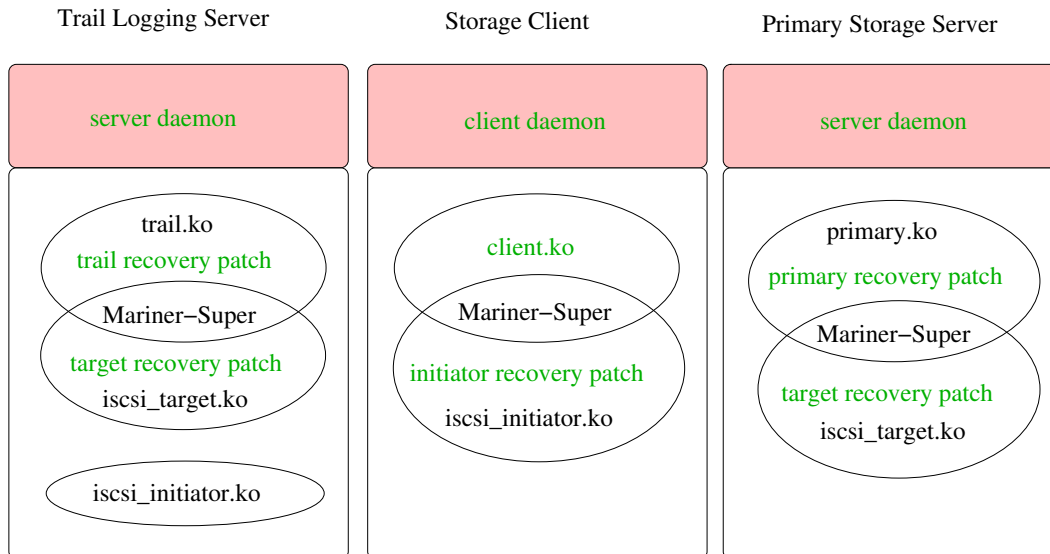 Trail Logging Server
server daemon
trail.ko
trail recovery patch
Mariner−Super
target recovery patch
iscsi_target.ko
iscsi_initiator.ko
Storage Client
client daemon
client.ko
Mariner−Super
initiator recovery patch
iscsi_initiator.ko
Primary Storage Server
server daemon
primary.ko
primary recovery patch
Mariner−Super
target recovery patch
iscsi_target.ko